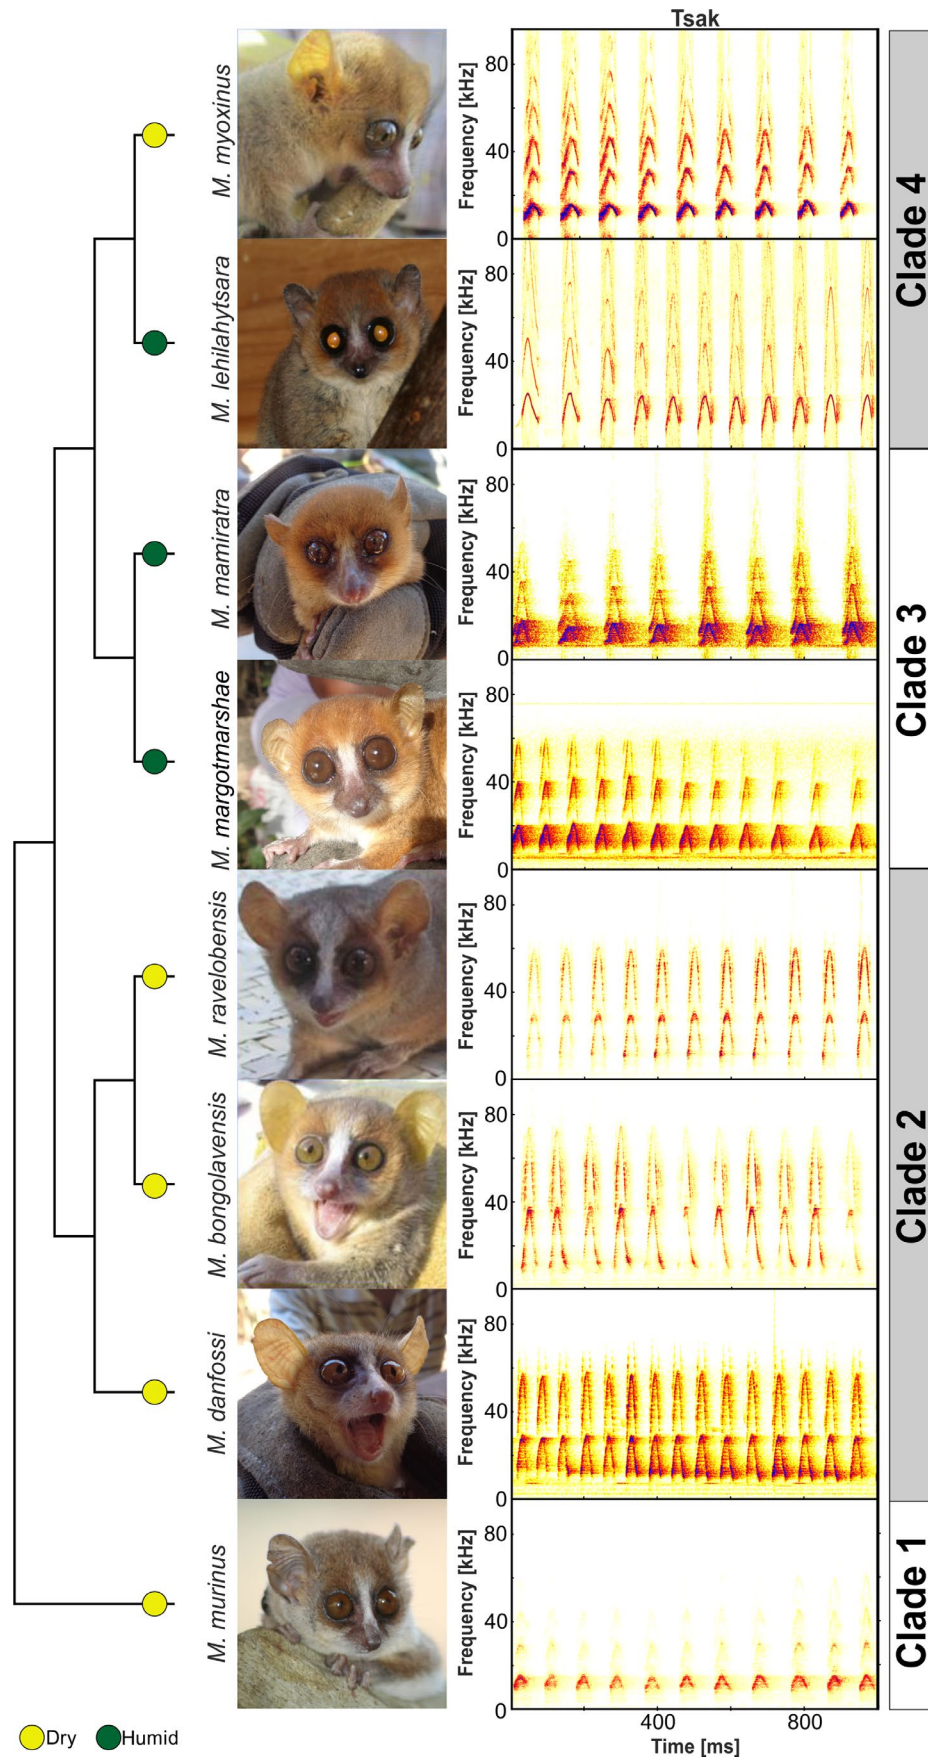 Tsak
M. myoxinus
Frequency [kHz]
80
40
0
Clade 4
M. lehilahytsara
Frequency [kHz]
80
40
0
M. mamiratra
Frequency [kHz]
80
40
0
Clade 3
M. margotmarshae
Frequency [kHz]
80
40
0
M. ravelobensis
Frequency [kHz]
80
40
0
Clade 2
M. bongolavensis
Frequency [kHz]
80
40
0
M. danfossi
Frequency [kHz]
80
40
0
M. murinus
Frequency [kHz]
80
40
0
Clade 1
400 800
Time [ms]
Dry Humid